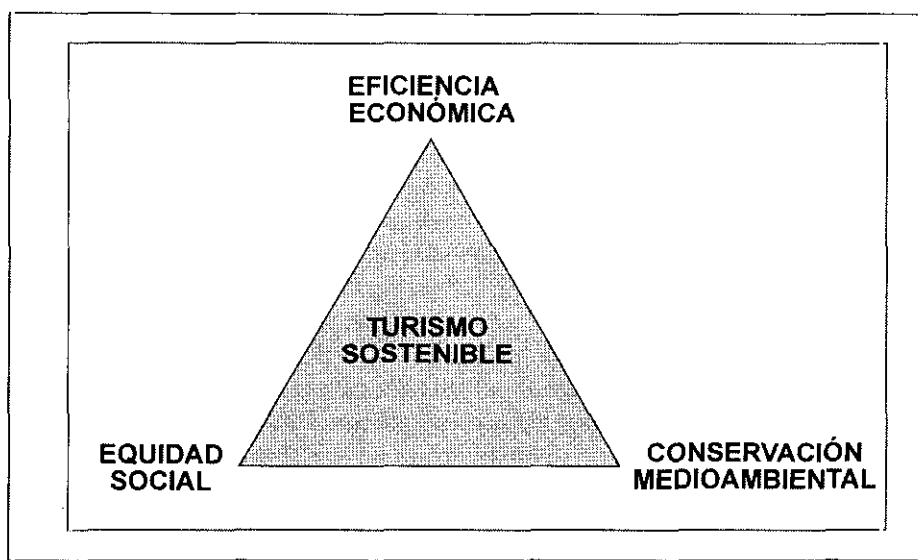 EFICIENCIA
ECONÓMICA
TURISMO
SOSTENIBLE
EQUIDAD
SOCIAL
CONSERVACIÓN
MEDIOAMBIENTAL